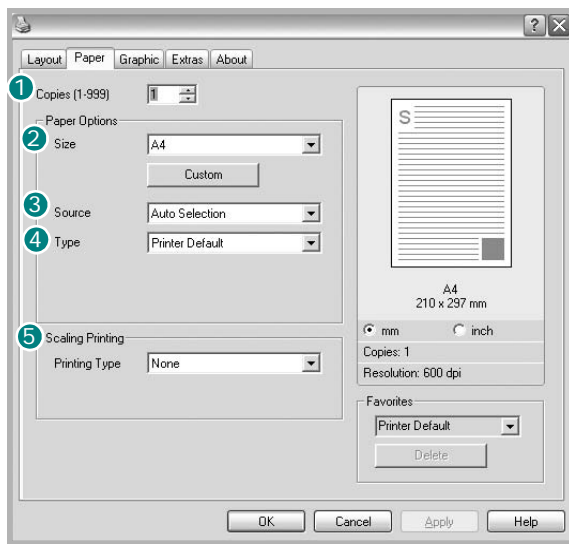 ?
Layout Paper Graphic Extras About
1 Copies (1-999) 1
Paper Options
2 Size A4
Custom
3 Source Auto Selection
4 Type Printer Default
5 Scaling Printing
Printing Type None
S
A4
210 x 297 mm
mm inch
Copies: 1
Resolution: 600 dpi
Favorites
Printer Default
Delete
OK Cancel Apply Help